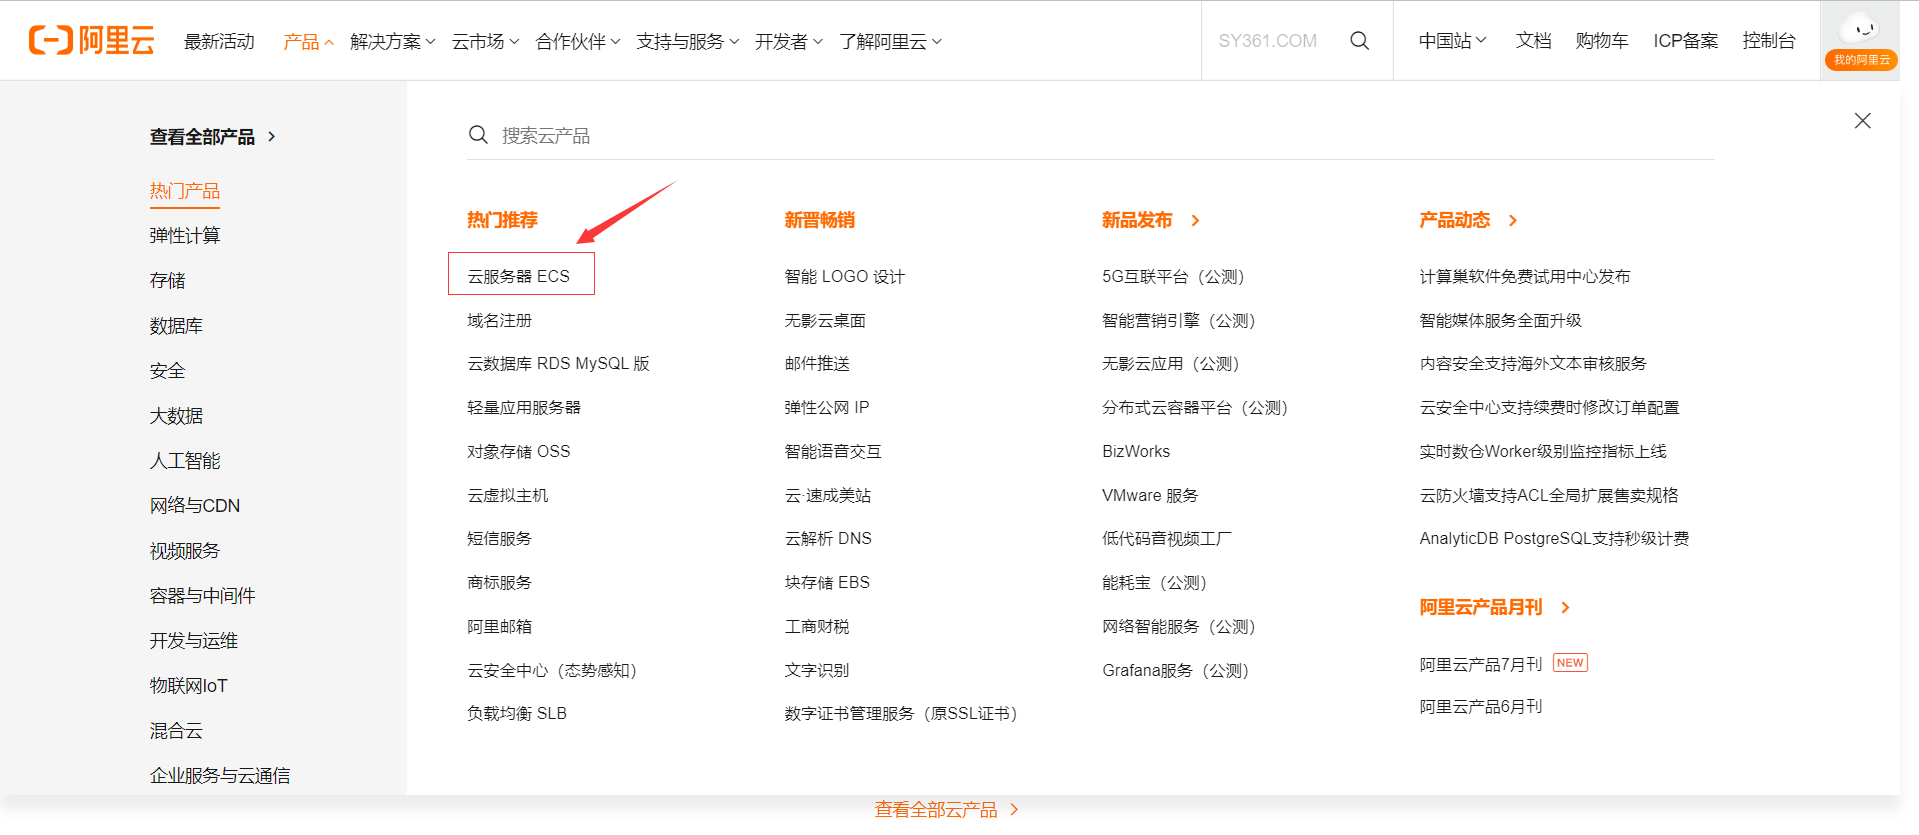 阿里云 最新活动 产品 解决方案 云市场 合作伙伴 支持与服务 开发者 了解阿里云 SY361.COM 中国站 文档 购物车 ICP备案 控制台
我的阿里云
查看全部产品
热门产品
弹性计算
存储
数据库
安全
大数据
人工智能
网络与CDN
视频服务
容器与中间件
开发与运维
物联网IoT
混合云
企业服务与云通信
搜索云产品
热门推荐
云服务器 ECS
域名注册
云数据库 RDS MySQL 版
轻量应用服务器
对象存储 OSS
云虚拟主机
短信服务
商标服务
阿里邮箱
云安全中心（态势感知）
负载均衡 SLB
新晋畅销
智能 LOGO 设计
无影云桌面
邮件推送
弹性公网 IP
智能语音交互
云·速成美站
云解析 DNS
块存储 EBS
工商财税
文字识别
数字证书管理服务（原SSL证书）
新品发布
5G互联平台（公测）
智能营销引擎（公测）
无影云应用（公测）
分布式云容器平台（公测）
BizWorks
VMware 服务
低代码音视频工厂
能耗宝（公测）
网络智能服务（公测）
Grafana服务（公测）
产品动态
计算巢软件免费试用中心发布
智能媒体服务全面升级
内容安全支持海外文本审核服务
云安全中心支持续费时修改订单配置
实时数仓Worker级别监控指标上线
云防火墙支持ACL全局扩展售卖规格
AnalyticDB PostgreSQL支持秒级计费
阿里云产品月刊
阿里云产品7月刊 NEW
阿里云产品6月刊
查看全部云产品